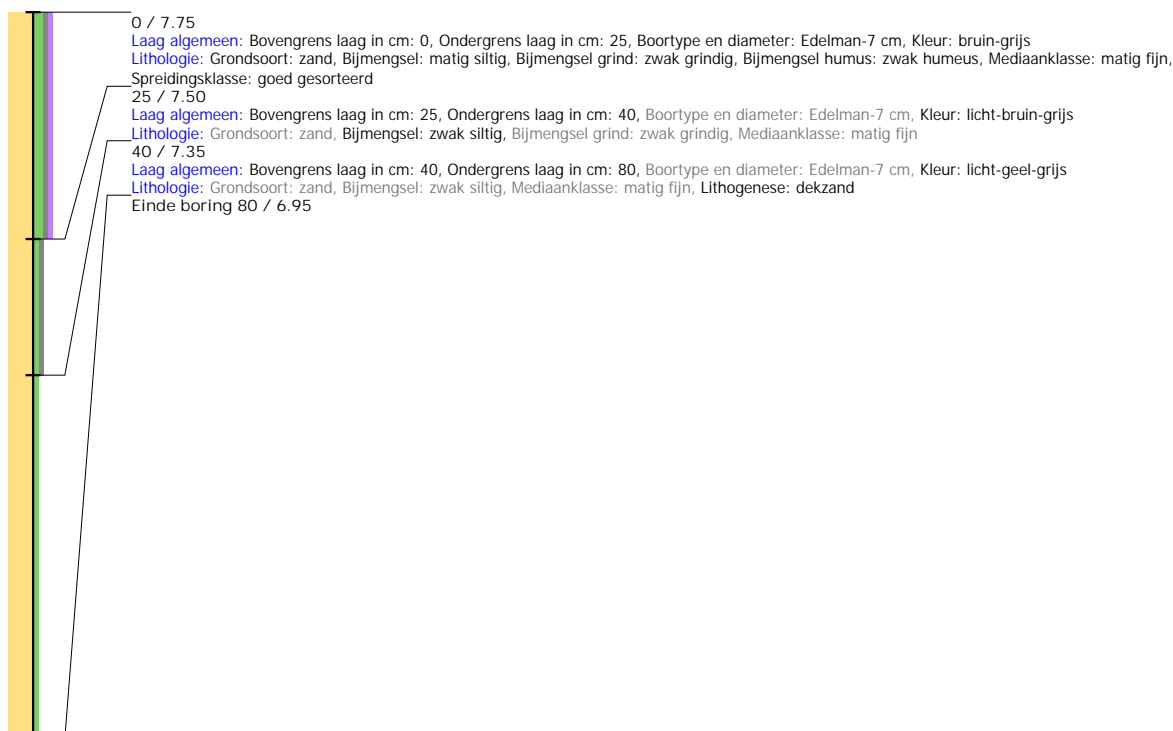 0 / 7.75
Laag algemeen: Bovengrens laag in cm: 0, Ondergrens laag in cm: 25, Boortype en diameter: Edelman-7 cm, Kleur: bruin-grijs
Lithologie: Grondsoort: zand, Bijmengsel: matig siltig, Bijmengsel grind: zwak grindig, Bijmengsel humus: zwak humeus, Mediaanklasse: matig fijn,
Spreidingsklasse: goed gesorteerd
25 / 7.50
Laag algemeen: Bovengrens laag in cm: 25, Ondergrens laag in cm: 40, Boortype en diameter: Edelman-7 cm, Kleur: licht-bruin-grijs
Lithologie: Grondsoort: zand, Bijmengsel: zwak siltig, Bijmengsel grind: zwak grindig, Mediaanklasse: matig fijn
40 / 7.35
Laag algemeen: Bovengrens laag in cm: 40, Ondergrens laag in cm: 80, Boortype en diameter: Edelman-7 cm, Kleur: licht-geel-grijs
Lithologie: Grondsoort: zand, Bijmengsel: zwak siltig, Mediaanklasse: matig fijn, Lithogenese: dekzand
Einde boring 80 / 6.95